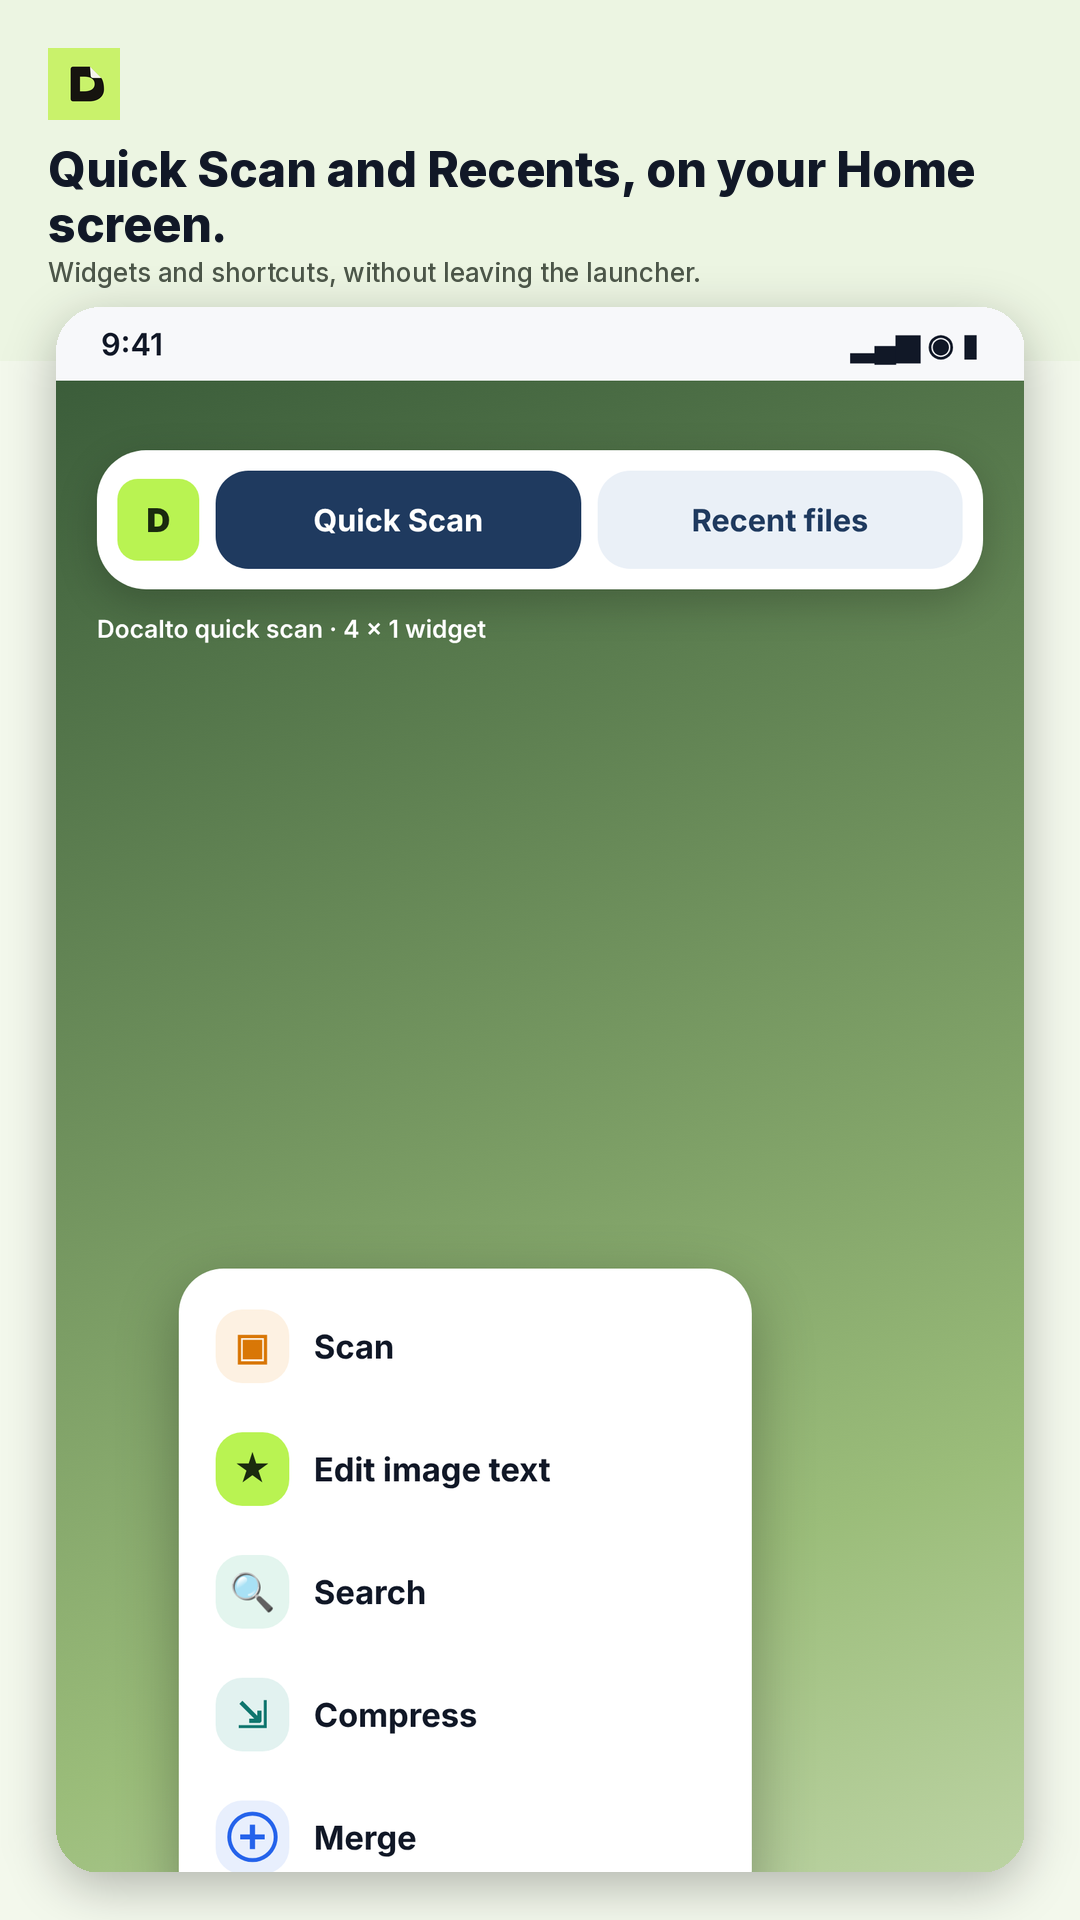 D
Quick Scan and Recents, on your Home
screen.
Widgets and shortcuts, without leaving the launcher.
9:41
D
Quick Scan
Recent files
Docalto quick scan · 4 × 1 widget
Scan
Edit image text
Search
Compress
Merge